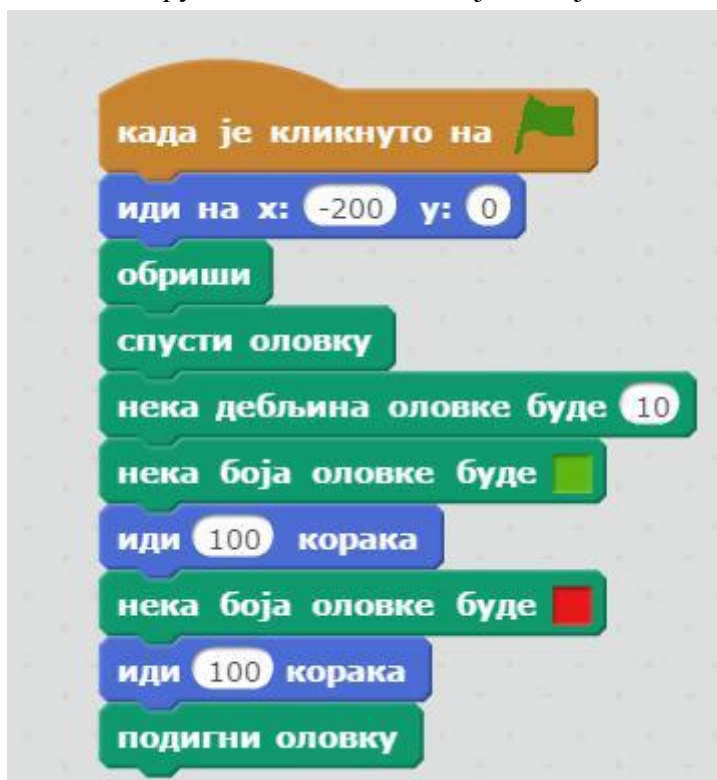 када је кликнуто на
иди на x: -200 y: 0
обриши
спусти оловку
нека дебљина оловке буде 10
нека боја оловке буде
иди 100 корака
нека боја оловке буде
иди 100 корака
подигни оловку